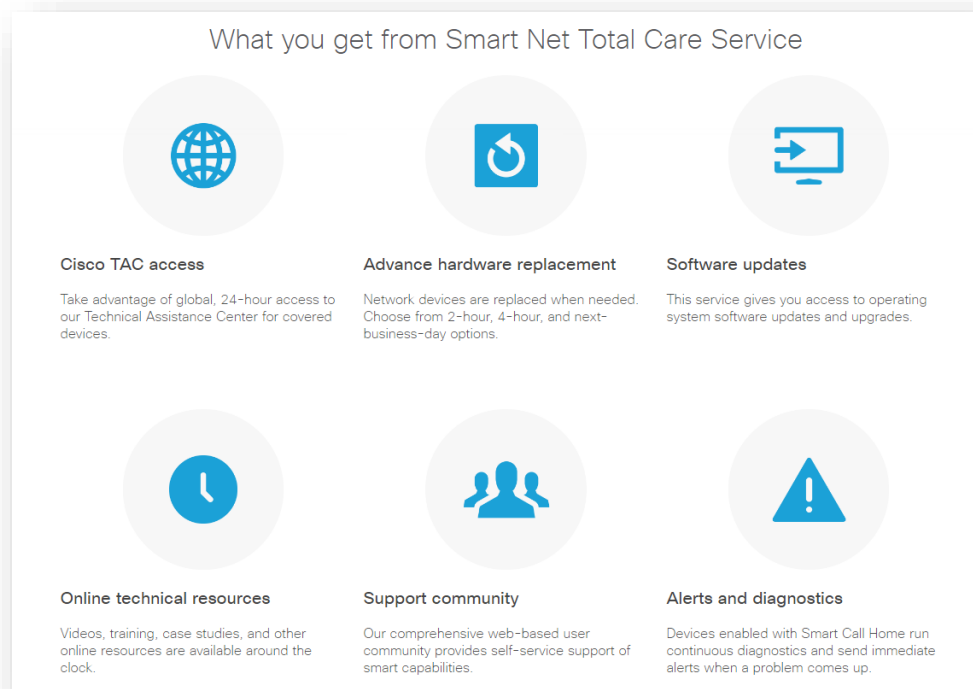 What you get from Smart Net Total Care Service
Cisco TAC access
Take advantage of global, 24-hour access to
our Technical Assistance Center for covered
devices.
Advance hardware replacement
Network devices are replaced when needed.
Choose from 2-hour, 4-hour, and next-
business-day options.
Software updates
This service gives you access to operating
system software updates and upgrades.
Online technical resources
Videos, training, case studies, and other
online resources are available around the
clock.
Support community
Our comprehensive web-based user
community provides self-service support of
smart capabilities.
Alerts and diagnostics
Devices enabled with Smart Call Home run
continuous diagnostics and send immediate
alerts when a problem comes up.